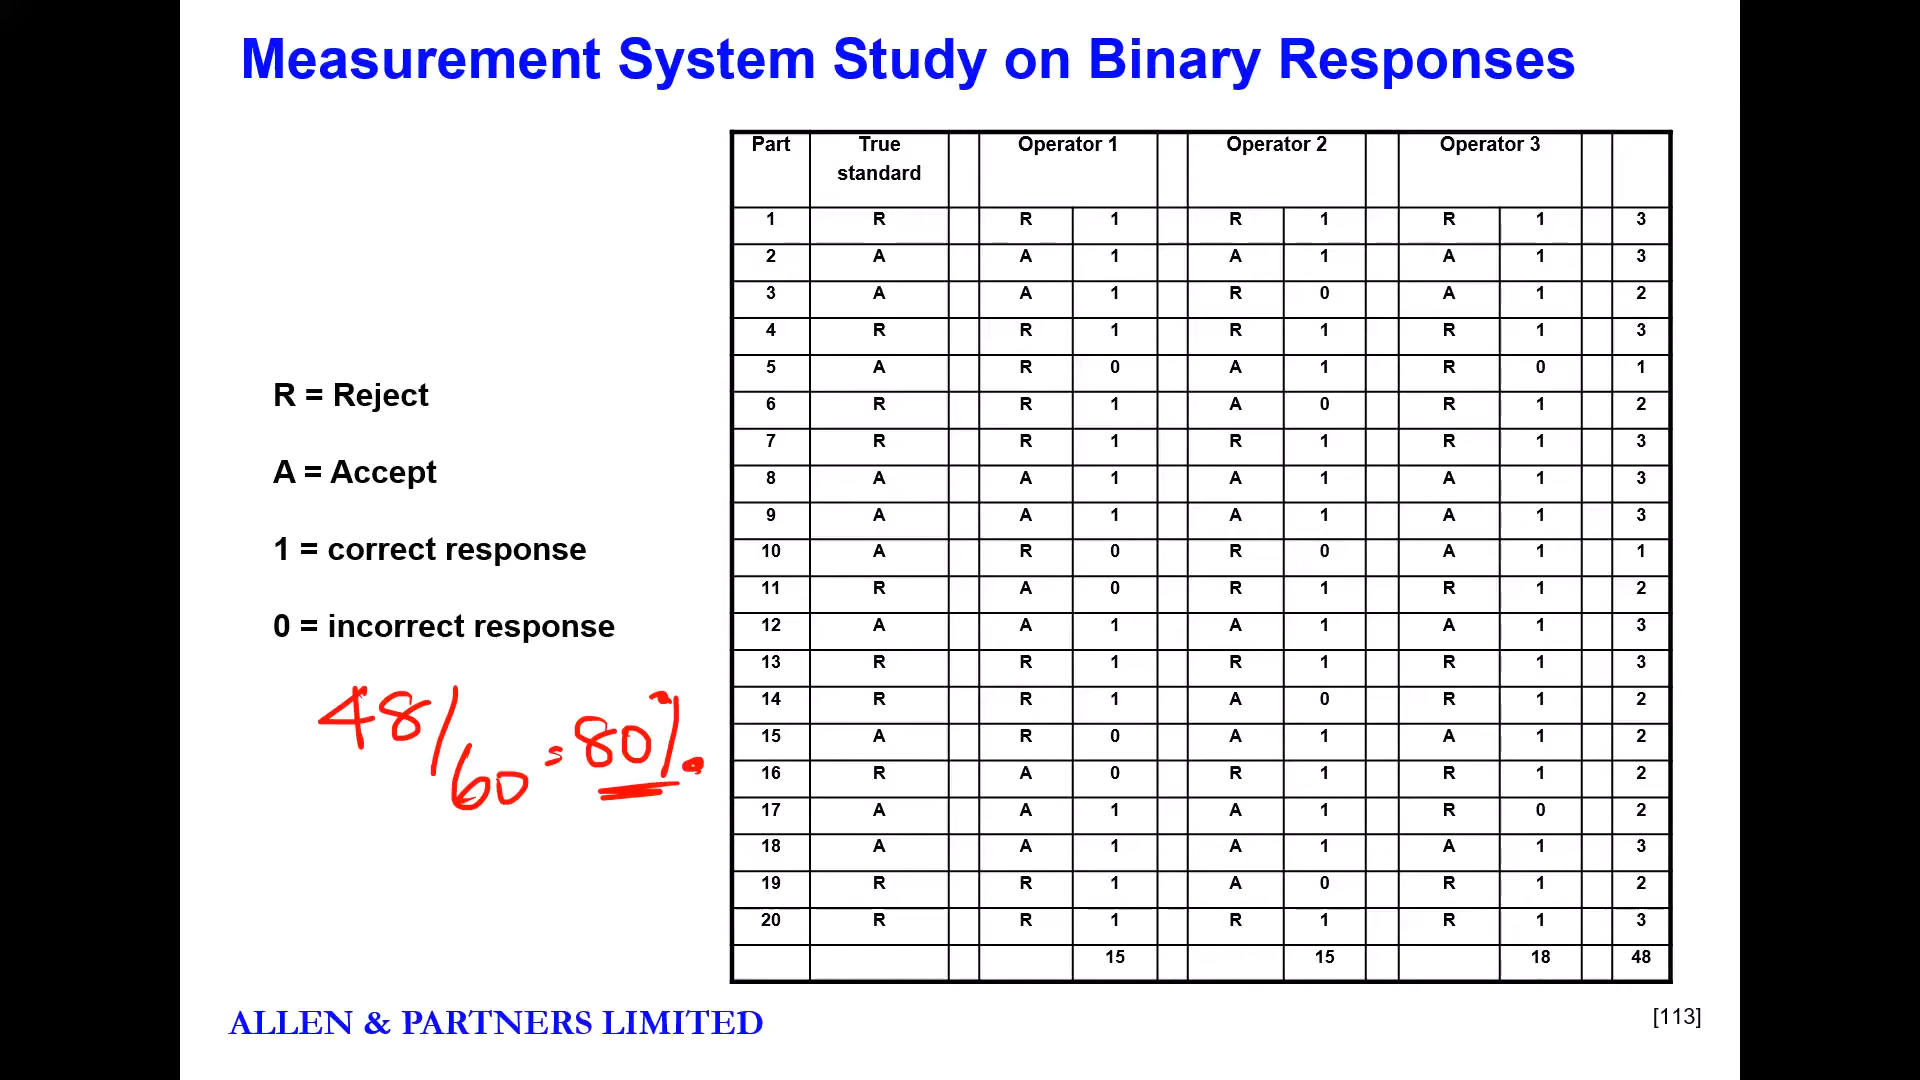 Measurement System Study on Binary Responses
Part True standard Operator 1 Operator 2 Operator 3
1 R R 1 R 1 R 1 3
2 A A 1 A 1 A 1 3
3 A A 1 R 0 A 1 2
4 R R 1 R 1 R 1 3
5 A R 0 A 1 R 0 1
6 R R 1 A 0 R 1 2
7 R R 1 R 1 R 1 3
8 A A 1 A 1 A 1 3
9 A A 1 A 1 A 1 3
10 A R 0 R 0 A 1 1
11 R A 0 R 1 R 1 2
12 A A 1 A 1 A 1 3
13 R R 1 R 1 R 1 3
14 R R 1 A 0 R 1 2
15 A R 0 A 1 A 1 2
16 R A 0 R 1 R 1 2
17 A A 1 A 1 R 0 2
18 A A 1 A 1 A 1 3
19 R R 1 A 0 R 1 2
20 R R 1 R 1 R 1 3
15 15 18 48
R = Reject
A = Accept
1 = correct response
0 = incorrect response
48/60 = 80%
ALLEN & PARTNERS LIMITED
[113]